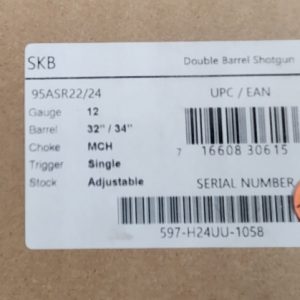 SKB Double Barrel Shotgun
95ASR22/24 UPC / EAN
Gauge 12
Barrel 32" / 34"
Choke MCH
7 16608 30615
Trigger Single
Stock Adjustable SERIAL NUMBER
597-H24UU-1058